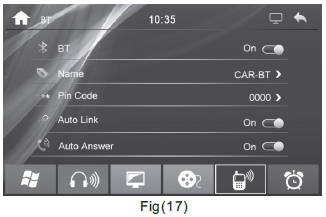 BT 10:35
BT On
Name CAR-BT
Pin Code 0000
Auto Link On
Auto Answer On
Fig(17)